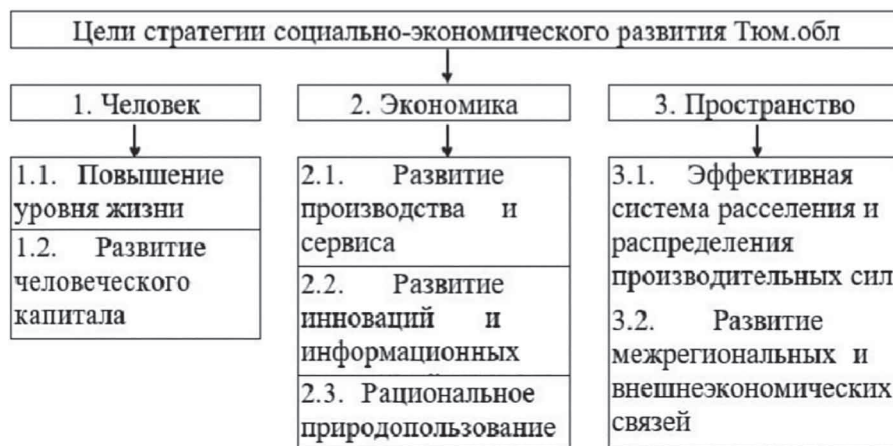 Цели стратегии социально-экономического развития Тюм.обл
1. Человек
2. Экономика
3. Пространство
1.1. Повышение
уровня жизни
1.2. Развитие
человеческого
капитала
2.1. Развитие
производства и
сервиса
2.2. Развитие
инноваций и
информационных
2.3. Рациональное
природопользование
3.1. Эффективная
система расселения и
распределения
производительных сил
3.2. Развитие
межрегиональных и
внешнеэкономических
связей